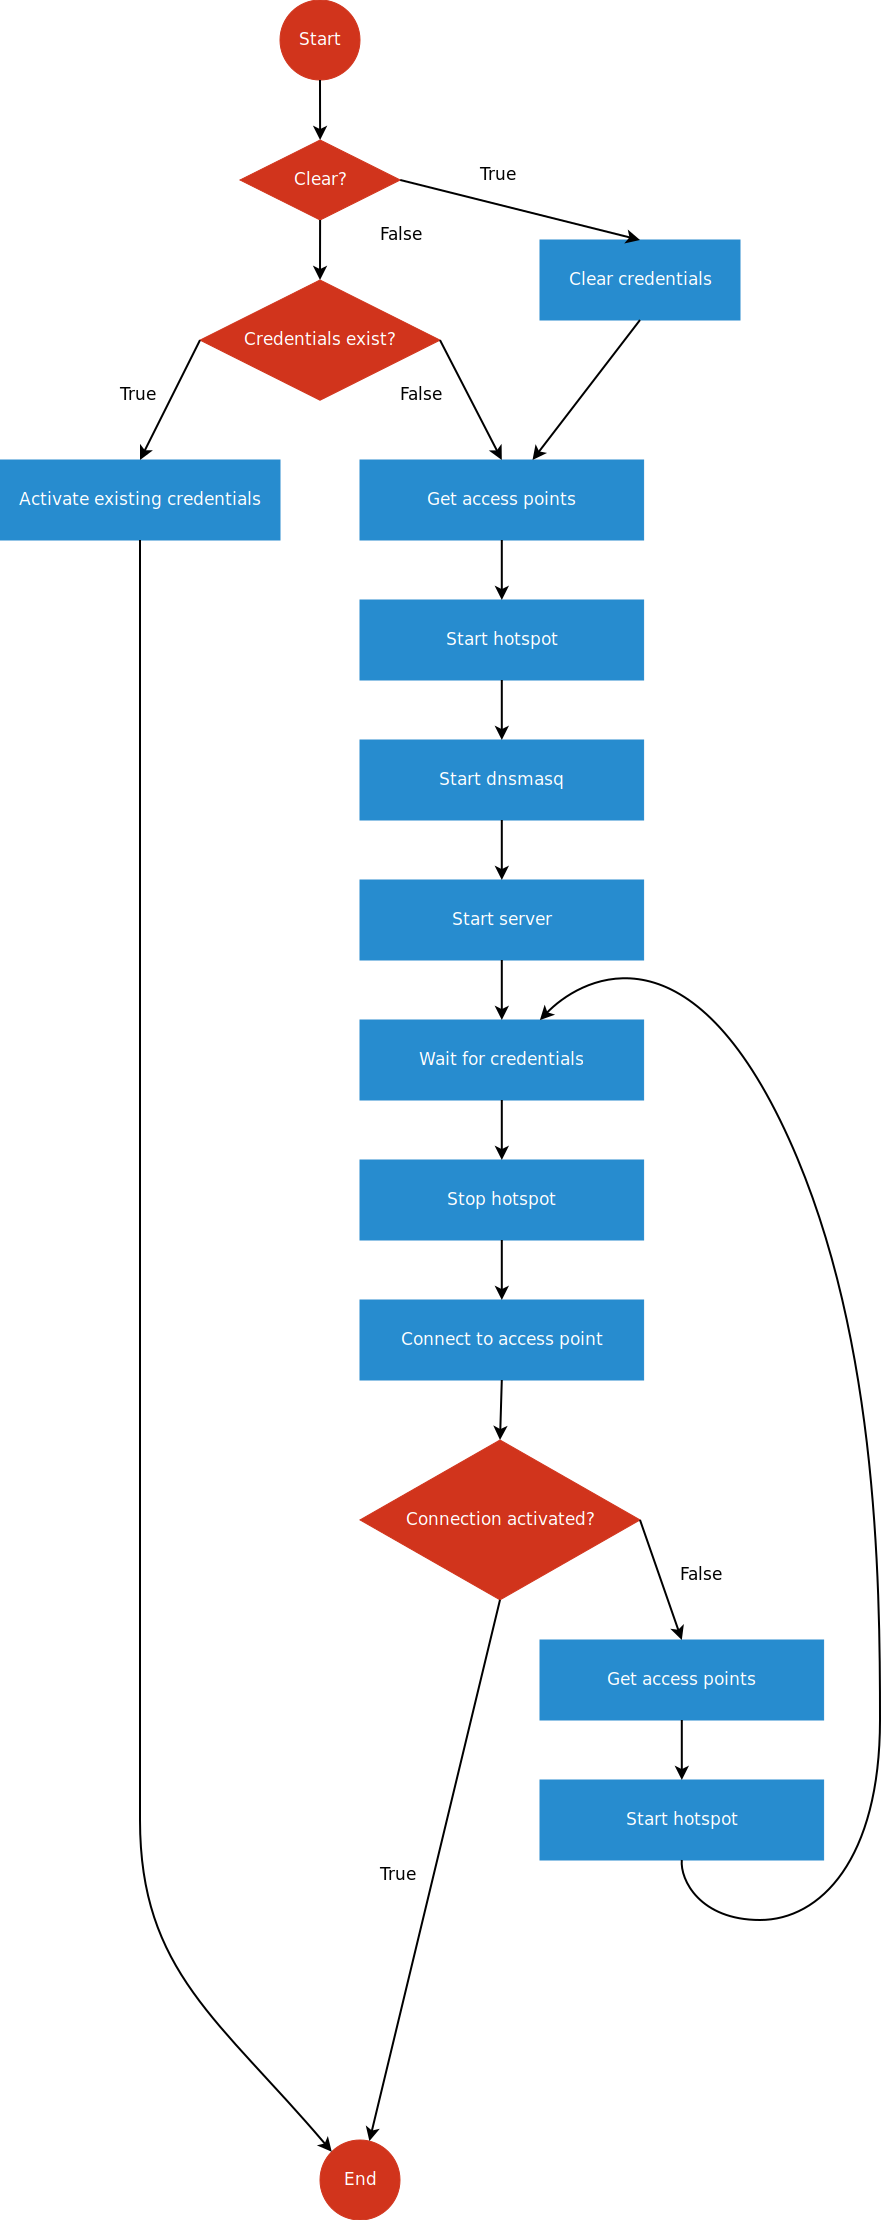 Start
Clear?
True
False
Clear credentials
Credentials exist?
True
False
Activate existing credentials
Get access points
Start hotspot
Start dnsmasq
Start server
Wait for credentials
Stop hotspot
Connect to access point
Connection activated?
False
Get access points
Start hotspot
True
End